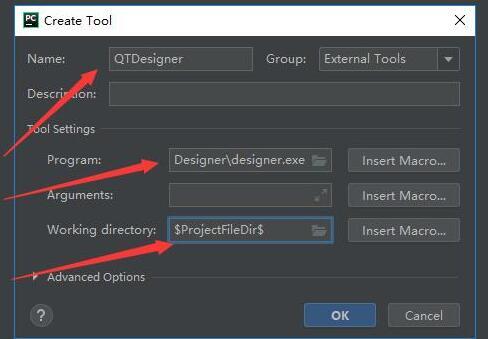 PC Create Tool
Name: QTDesigner Group: External Tools
Description:
Tool Settings
Program: Designer\designer.exe Insert Macro...
Arguments: Insert Macro...
Working directory: $ProjectFileDir$ Insert Macro...
Advanced Options
? OK Cancel